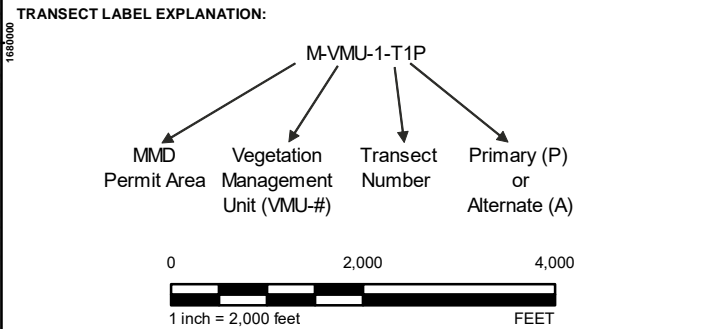 TRANSECT LABEL EXPLANATION:
1680000
M-VMU-1-T1P
MMD
Permit Area
Vegetation
Management
Unit (VMU-#)
Transect
Number
Primary (P)
or
Alternate (A)
0 2,000 4,000
1 inch = 2,000 feet FEET